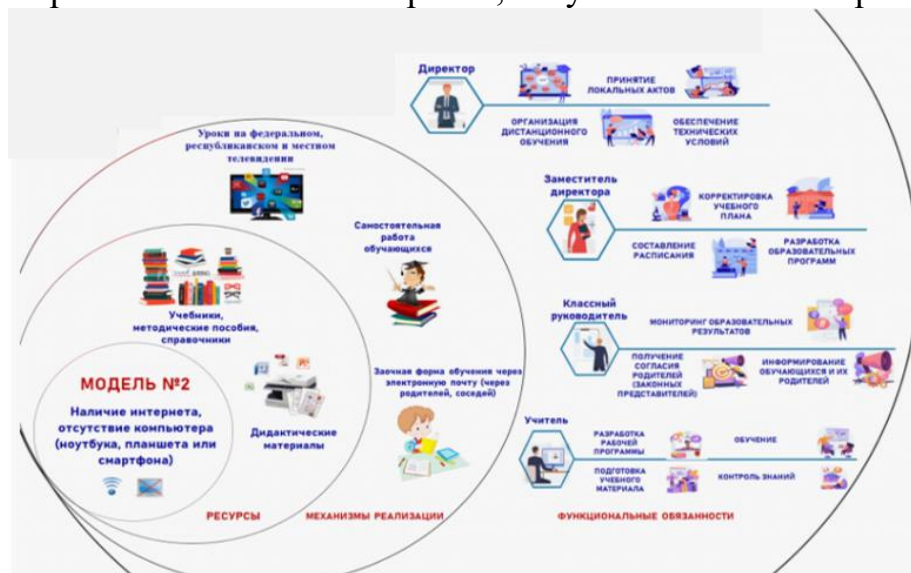 Директор
ПРИНЯТИЕ
ЛОКАЛЬНЫХ АКТОВ
ОРГАНИЗАЦИЯ
ДИСТАНЦИОННОГО
ОБУЧЕНИЯ
ОБЕСПЕЧЕНИЕ
ТЕХНИЧЕСКИХ
УСЛОВИЙ
Уроки на федеральном,
республиканском и местном
телевидении
Заместитель
директора
КОРРЕКТИРОВКА
УЧЕБНОГО
ПЛАНА
СОСТАВЛЕНИЕ
РАСПИСАНИЯ
РАЗРАБОТКА
ОБРАЗОВАТЕЛЬНЫХ
ПРОГРАММ
Самостоятельная
работа
обучающихся
Учебники,
методические пособия,
справочники
Классный
руководитель
МОНИТОРИНГ ОБРАЗОВАТЕЛЬНЫХ
РЕЗУЛЬТАТОВ
ПОЛУЧЕНИЕ
СОГЛАСИЯ
РОДИТЕЛЕЙ
(ЗАКОННЫХ
ПРЕДСТАВИТЕЛЕЙ)
ИНФОРМИРОВАНИЕ
ОБУЧАЮЩИХСЯ И ИХ
РОДИТЕЛЕЙ
Заочная форма обучения через
электронную почту (через
родителей, соседей)
МОДЕЛЬ №2
Наличие интернета,
отсутствие компьютера
(ноутбука, планшета или
смартфона)
Дидактические
материалы
Учитель
РАЗРАБОТКА
РАБОЧЕЙ
ПРОГРАММЫ
ОБУЧЕНИЕ
ПОДГОТОВКА
УЧЕБНОГО
МАТЕРИАЛА
КОНТРОЛЬ ЗНАНИЙ
РЕСУРСЫ
МЕХАНИЗМЫ РЕАЛИЗАЦИИ
ФУНКЦИОНАЛЬНЫЕ ОБЯЗАННОСТИ